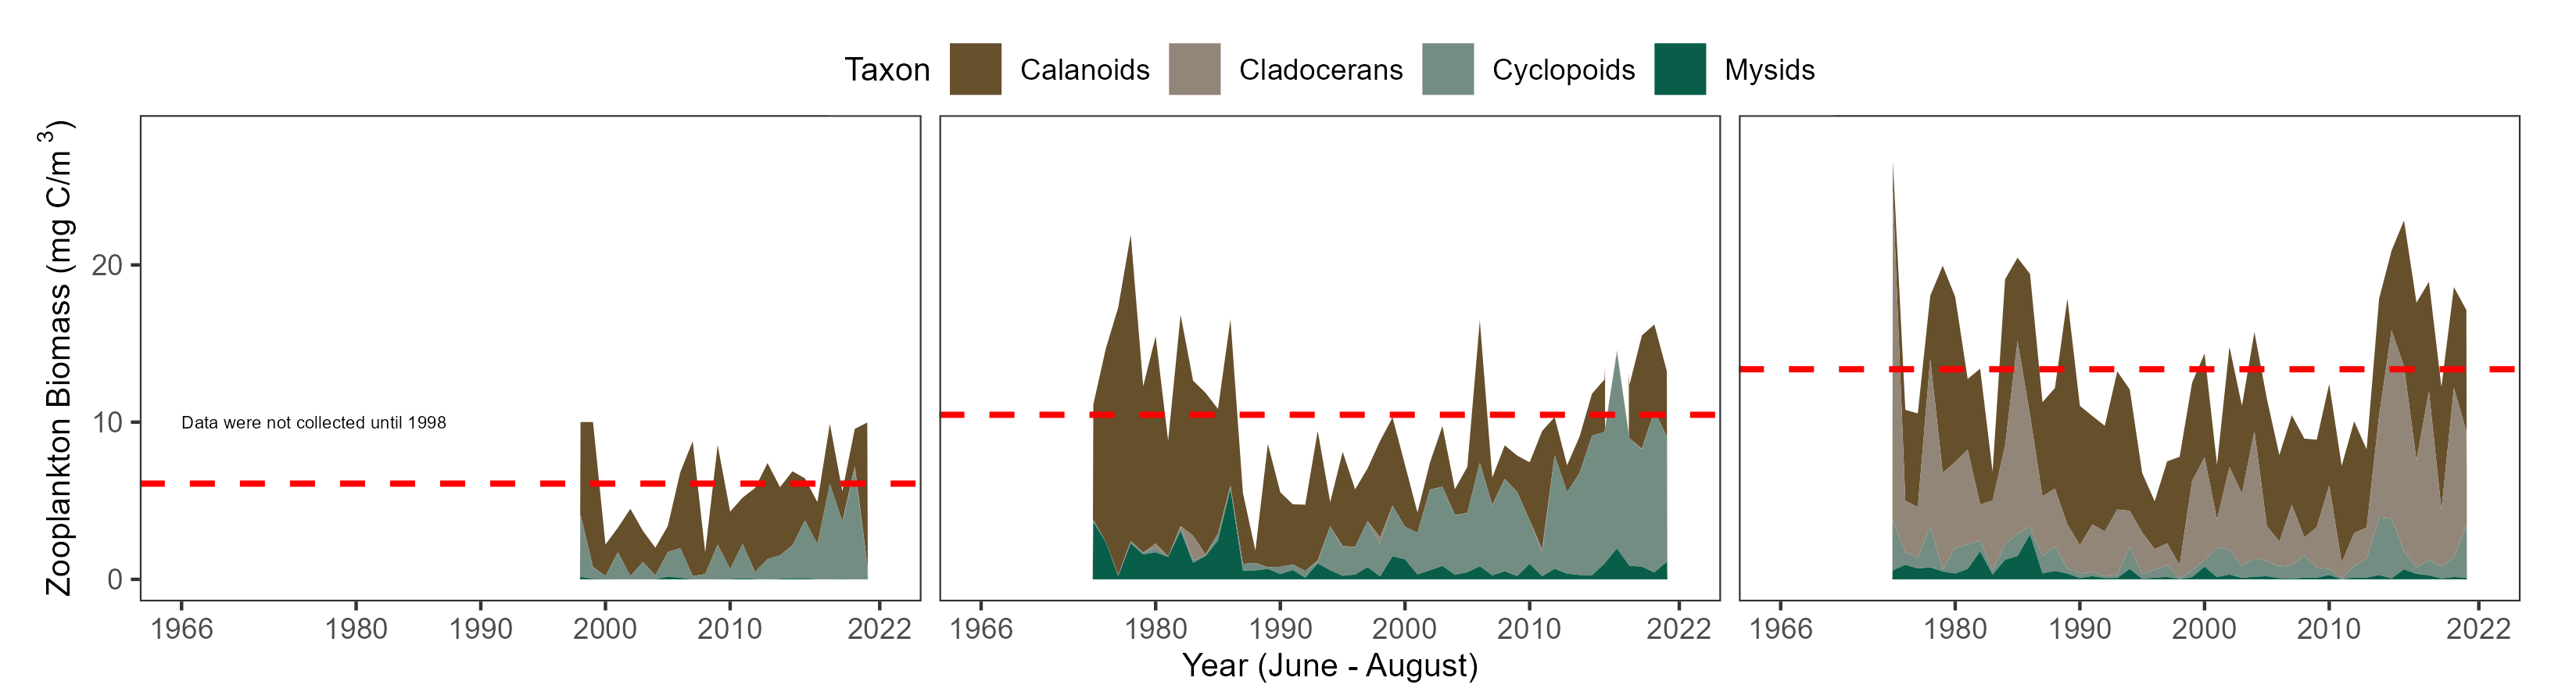 Taxon Calanoids Cladocerans Cyclopoids Mysids
Zooplankton Biomass (mg C/m³)
20
10
0
Data were not collected until 1998
1966 1980 1990 2000 2010 2022 1966 1980 1990 2000 2010 2022 1966 1980 1990 2000 2010 2022
Year (June - August)